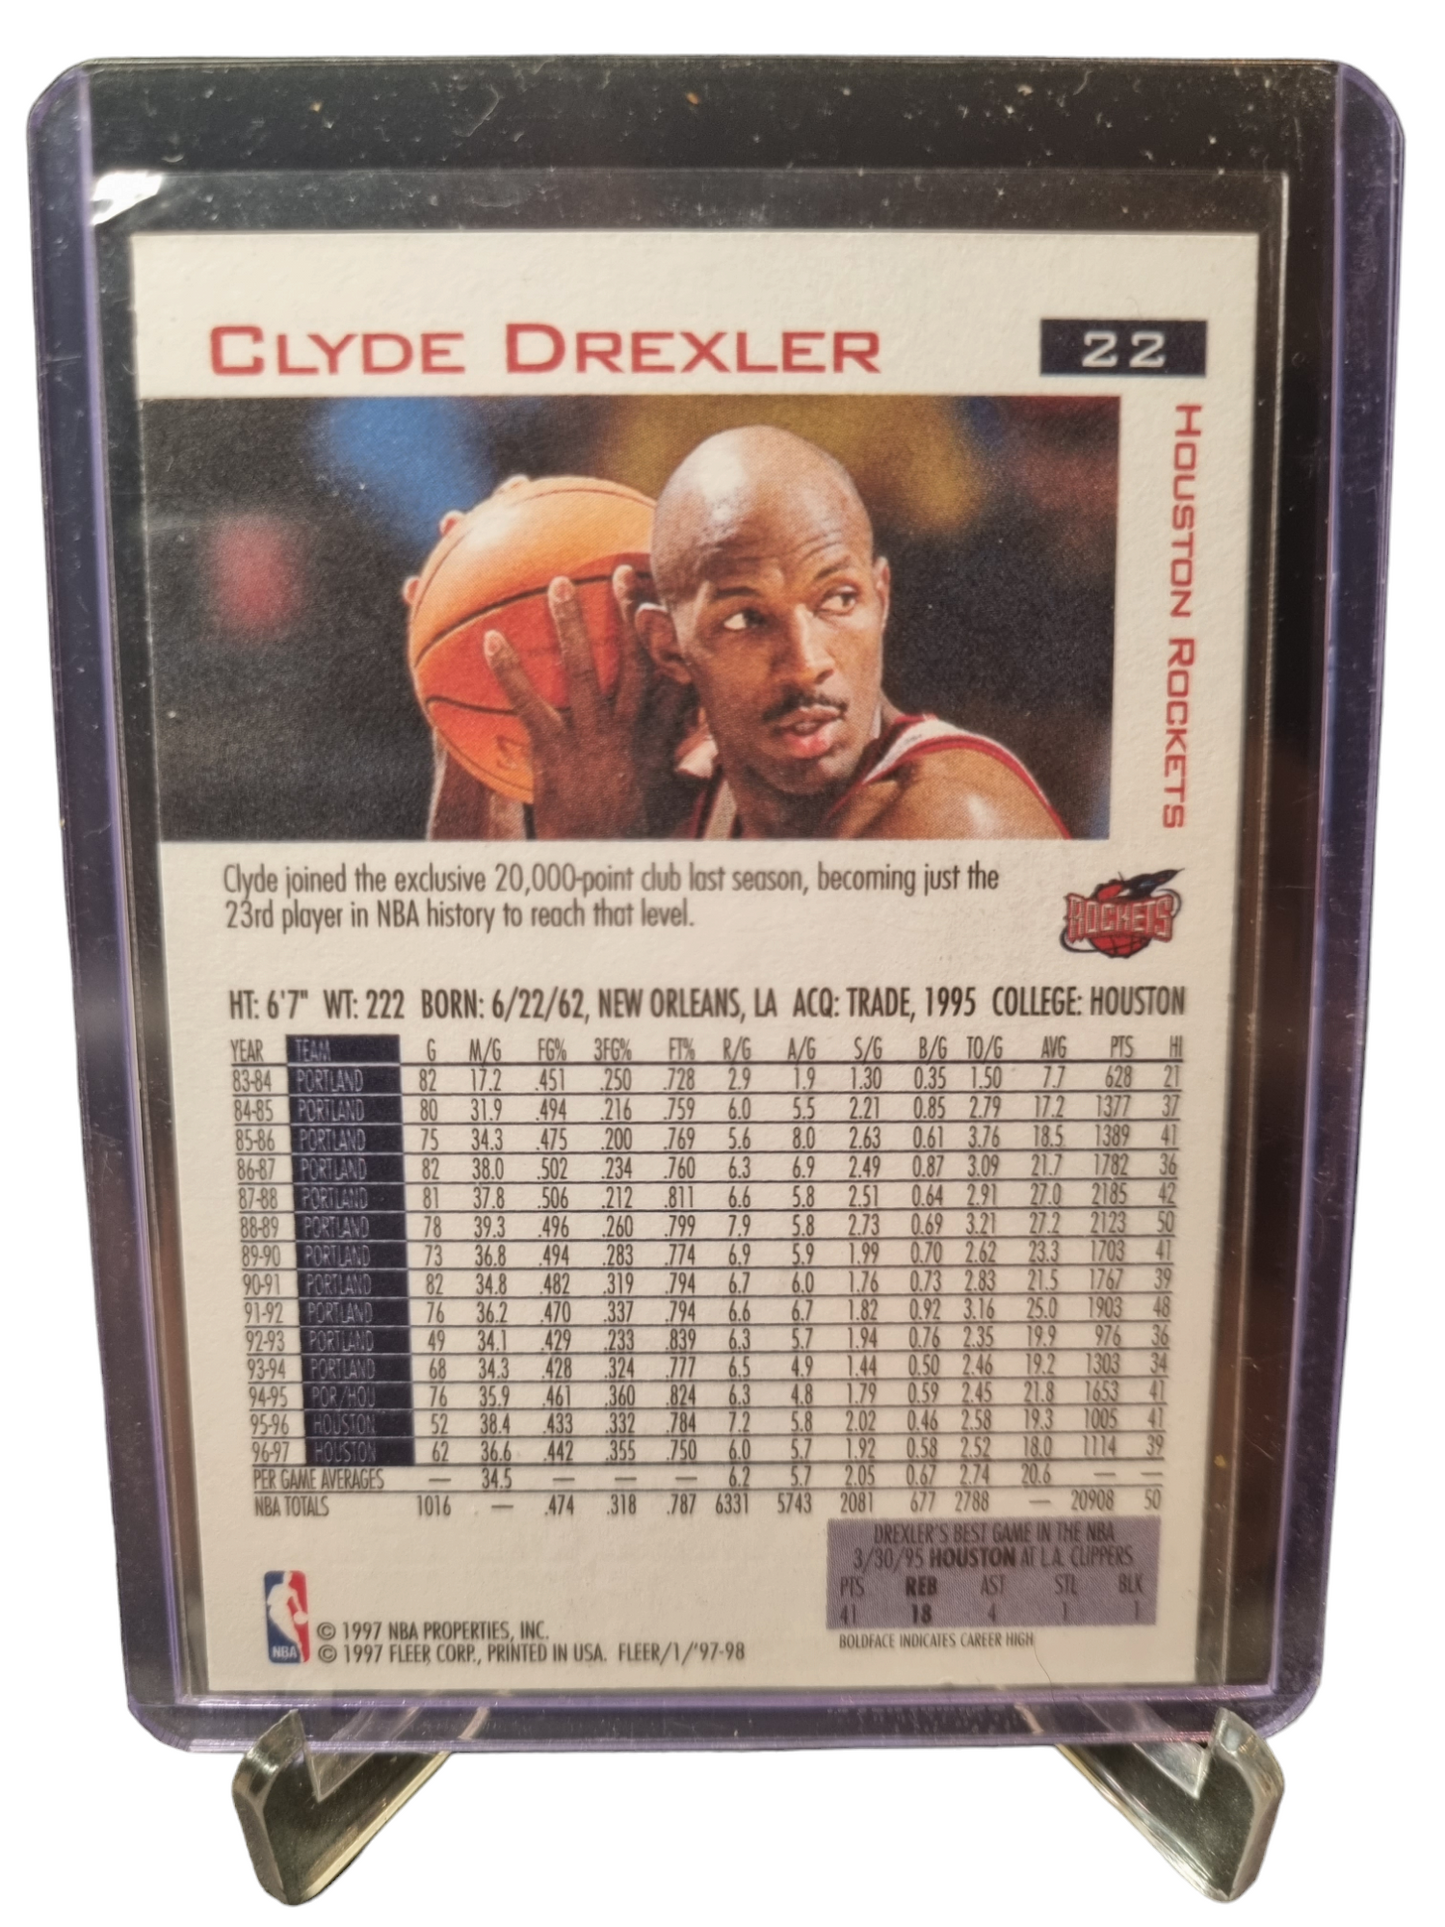 CLYDE DREXLER
22
HOUSTON ROCKETS
Clyde joined the exclusive 20,000-point club last season, becoming just the
23rd player in NBA history to reach that level.
ROCKETS
HT: 6'7" WT: 222 BORN: 6/22/62, NEW ORLEANS, LA ACQ: TRADE, 1995 COLLEGE: HOUSTON
YEAR TEAM G M/G FG% 3FG% FT% R/G A/G S/G B/G TO/G AVG PTS HI
83-84 PORTLAND 82 17.2 .451 .250 .728 2.9 1.9 1.30 0.35 1.50 7.7 628 21
84-85 PORTLAND 80 31.9 .494 .216 .759 6.0 5.5 2.21 0.85 2.79 17.2 1377 37
85-86 PORTLAND 75 34.3 .475 .200 .769 5.6 8.0 2.63 0.61 3.76 18.5 1389 41
86-87 PORTLAND 82 38.0 .502 .234 .760 6.3 6.9 2.49 0.87 3.09 21.7 1782 36
87-88 PORTLAND 81 37.8 .506 .212 .811 6.6 5.8 2.51 0.64 2.91 27.0 2185 42
88-89 PORTLAND 78 39.3 .496 .260 .799 7.9 5.8 2.73 0.69 3.21 27.2 2123 50
89-90 PORTLAND 73 36.8 .494 .283 .774 6.9 5.9 1.99 0.70 2.62 23.3 1703 41
90-91 PORTLAND 82 34.8 .482 .319 .794 6.7 6.0 1.76 0.73 2.83 21.5 1767 39
91-92 PORTLAND 76 36.2 .470 .337 .794 6.6 6.7 1.82 0.92 3.16 25.0 1903 48
92-93 PORTLAND 49 34.1 .429 .233 .839 6.3 5.7 1.94 0.76 2.35 19.9 976 36
93-94 PORTLAND 68 34.3 .428 .324 .777 6.5 4.9 1.44 0.50 2.46 19.2 1303 34
94-95 POR/HOU 76 35.9 .461 .360 .824 6.3 4.8 1.79 0.59 2.45 21.8 1653 41
95-96 HOUSTON 52 38.4 .433 .332 .784 7.2 5.8 2.02 0.46 2.58 19.3 1005 41
96-97 HOUSTON 62 36.6 .442 .355 .750 6.0 5.7 1.92 0.58 2.52 18.0 1114 39
PER GAME AVERAGES — 34.5 — — — 6.2 5.7 2.05 0.67 2.74 20.6 — —
NBA TOTALS 1016 — .474 .318 .787 6331 5743 2081 677 2788 — 20908 50
DREXLER'S BEST GAME IN THE NBA
3/30/95 HOUSTON AT L.A. CLIPPERS
PTS REB AST STL BLK
41 18 4 1 1
BOLDFACE INDICATES CAREER HIGH
NBA
© 1997 NBA PROPERTIES, INC.
© 1997 FLEER CORP., PRINTED IN USA. FLEER/1/'97-98